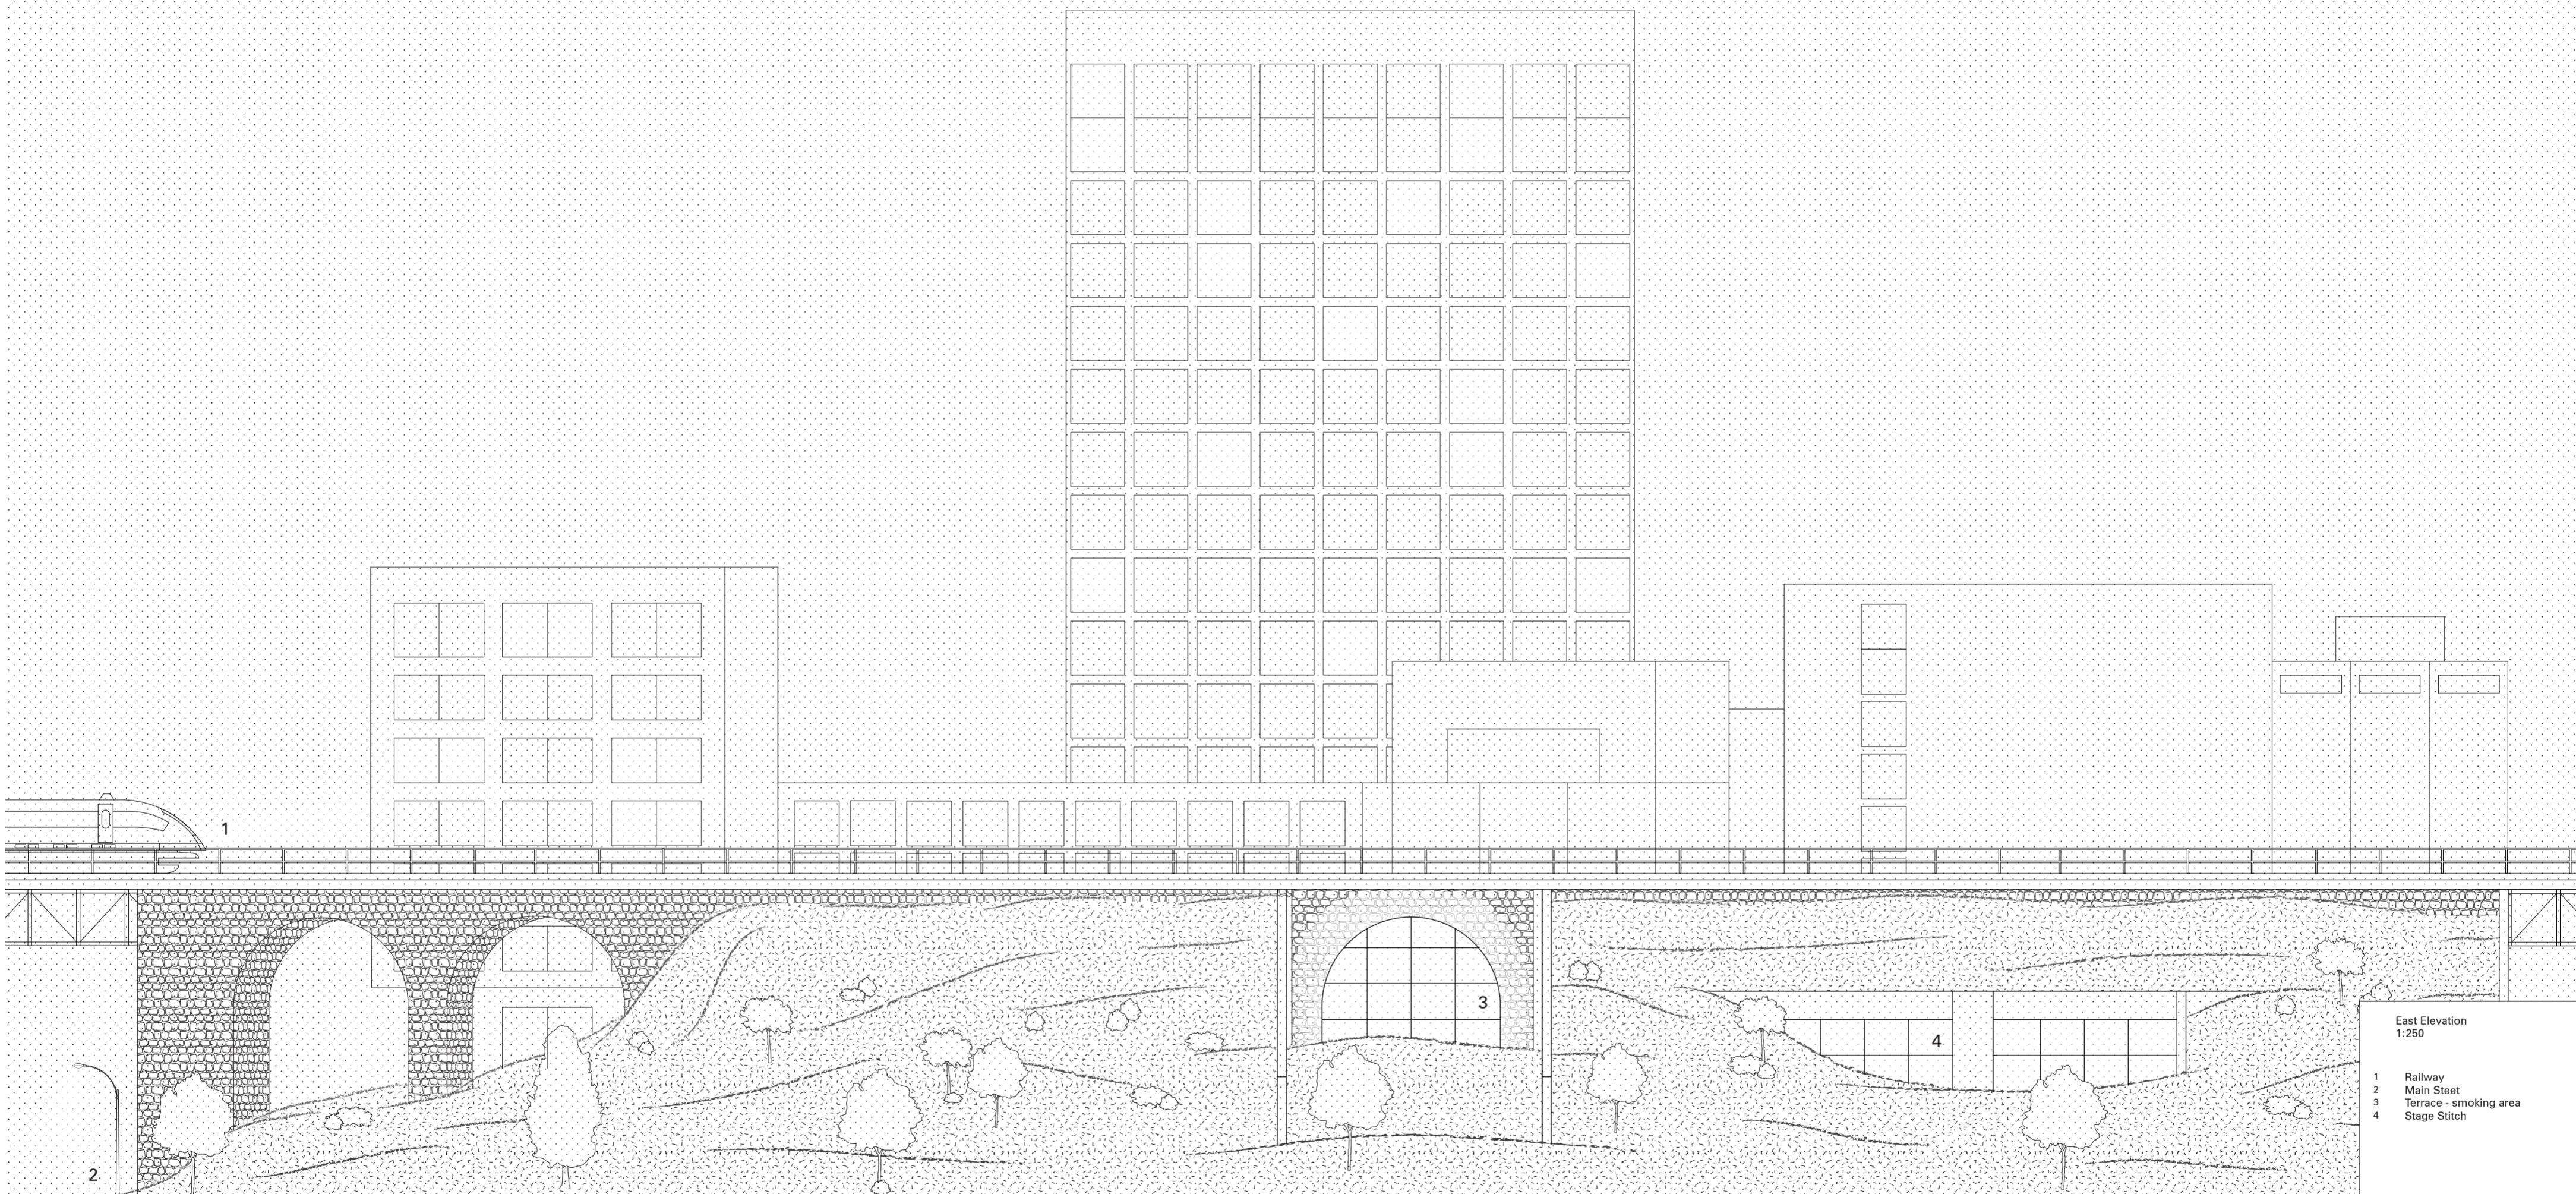 1
3
4
2
East Elevation
1:250
1 Railway
2 Main Steet
3 Terrace - smoking area
4 Stage Stitch